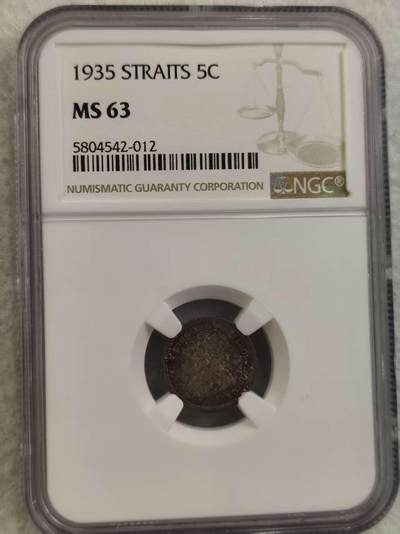 1935 STRAITS 5C
MS 63
5804542-012
NUMISMATIC GUARANTY CORPORATION
NGC®